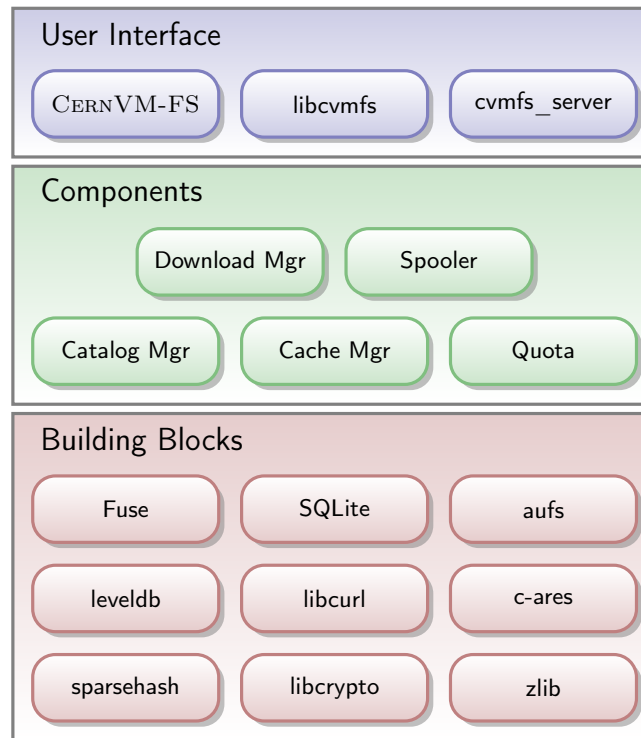 User Interface
CERNVM-FS libcvmfs cvmfs_server
Components
Download Mgr Spooler
Catalog Mgr Cache Mgr Quota
Building Blocks
Fuse SQLite aufs
leveldb libcurl c-ares
sparsehash libcrypto zlib